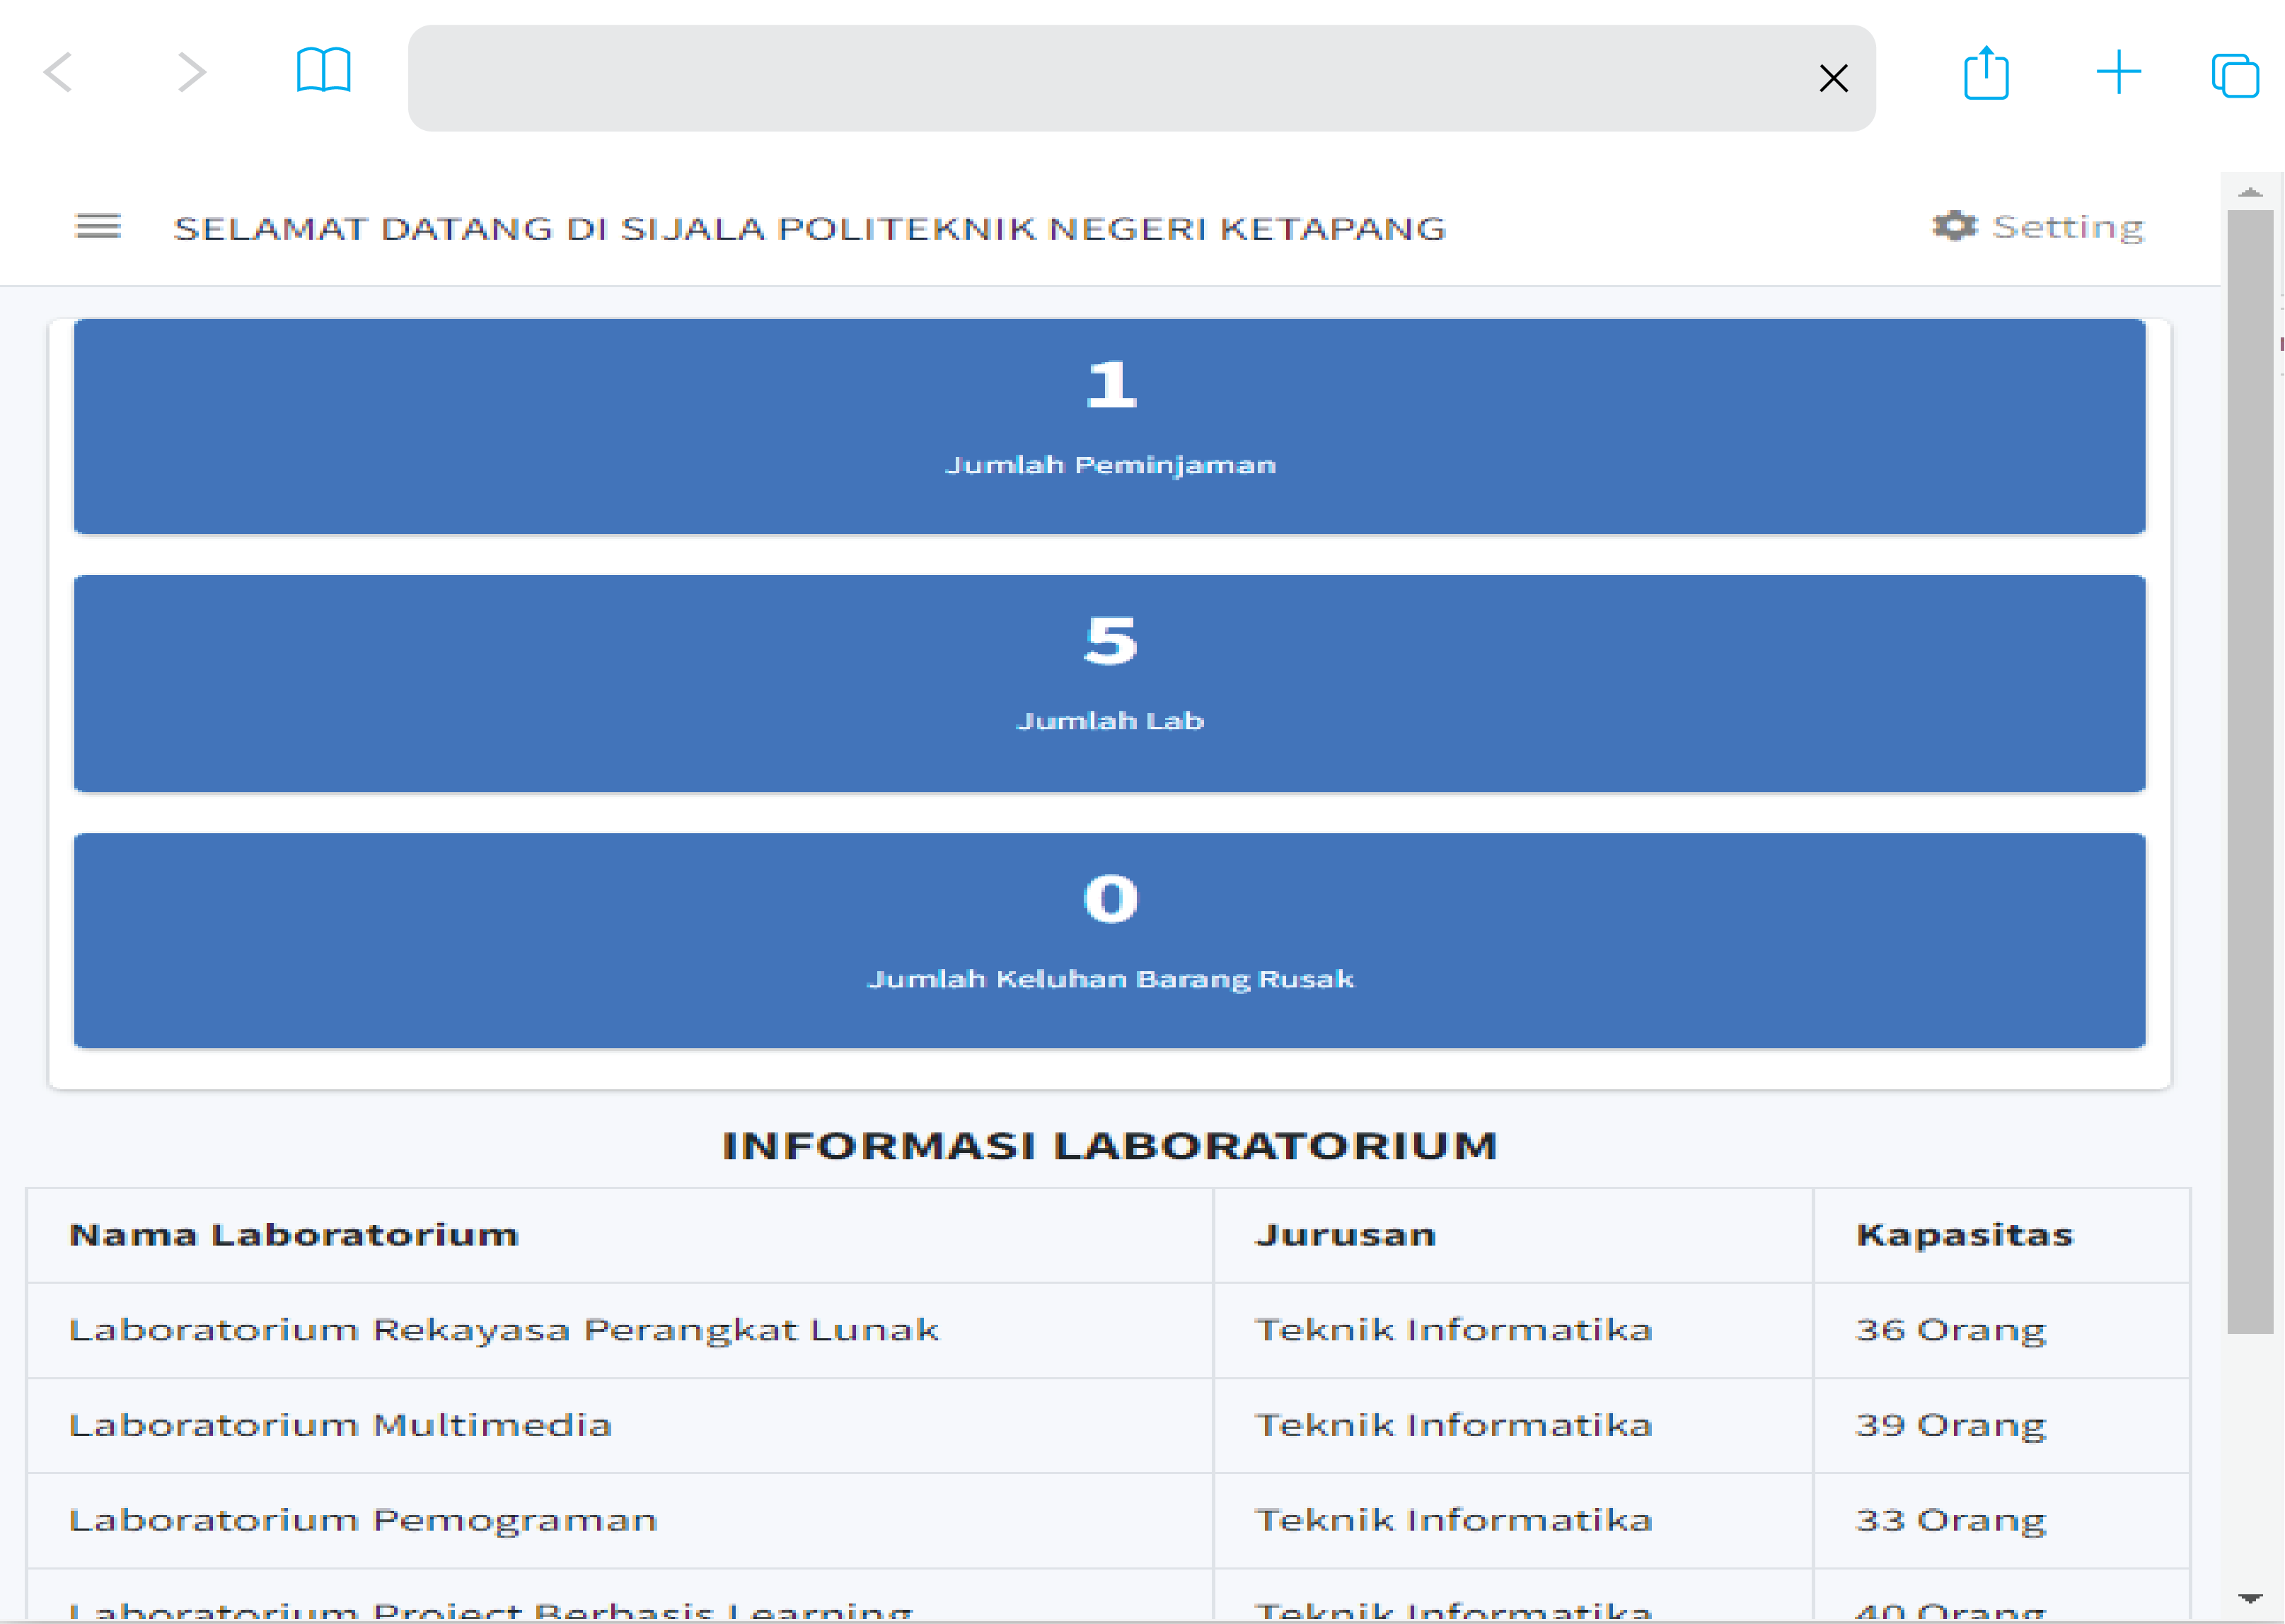 SELAMAT DATANG DI SIJALA POLITEKNIK NEGERI KETAPANG Setting
1
Jumlah Peminjaman
5
Jumlah Lab
0
Jumlah Keluhan Barang Rusak
INFORMASI LABORATORIUM
Nama Laboratorium Jurusan Kapasitas
Laboratorium Rekayasa Perangkat Lunak Teknik Informatika 36 Orang
Laboratorium Multimedia Teknik Informatika 39 Orang
Laboratorium Pemograman Teknik Informatika 33 Orang
Laboratorium Project Berbasis Learning Teknik Informatika 40 Orang